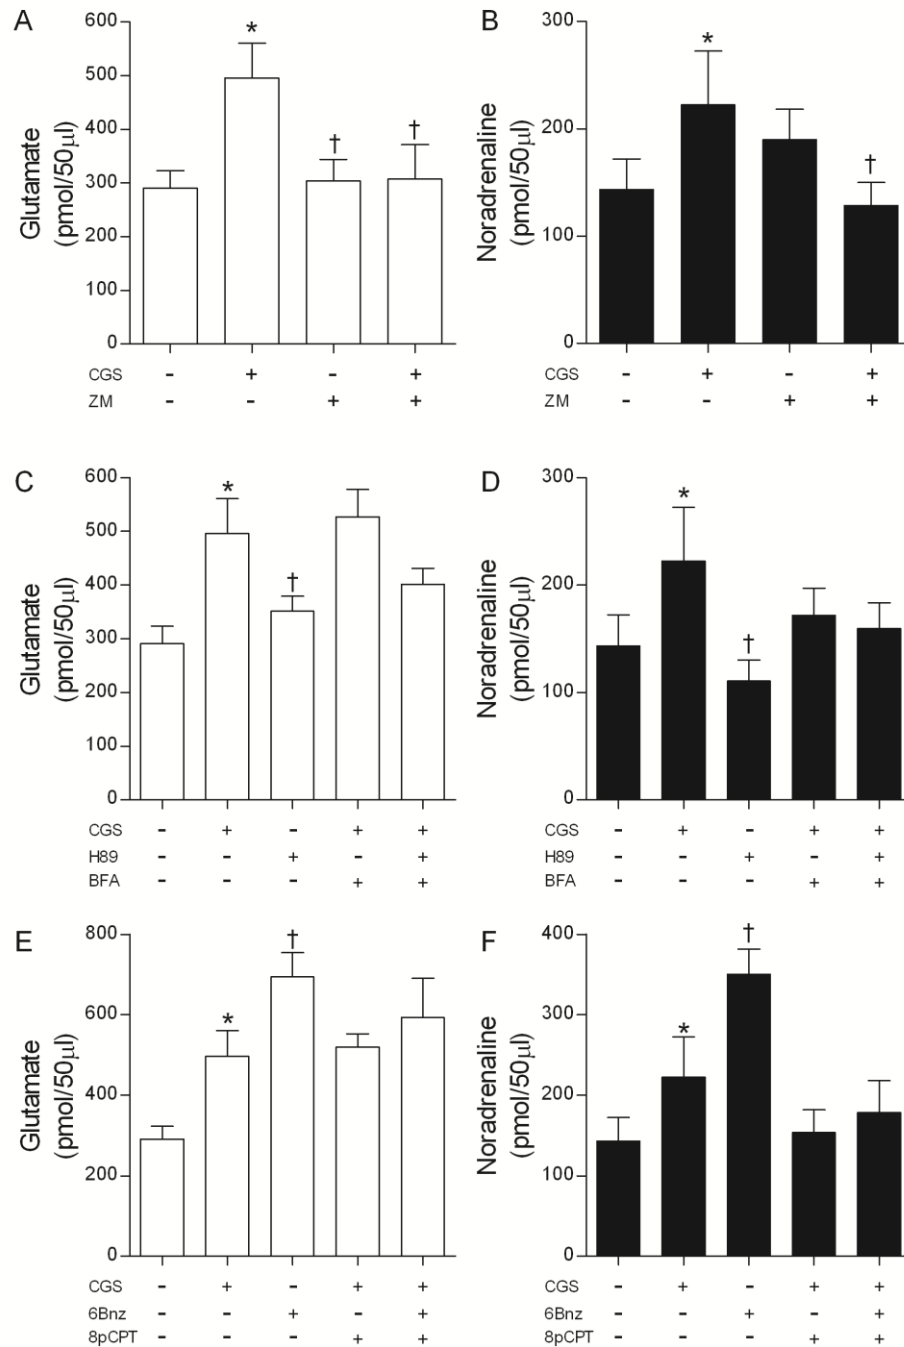 A
Glutamate
(pmol/50µl)
600
500
400
300
200
100
0
*
†
†
CGS - + - +
ZM - - + +
B
Noradrenaline
(pmol/50µl)
300
200
100
0
*
†
CGS - + - +
ZM - - + +
C
Glutamate
(pmol/50µl)
600
500
400
300
200
100
0
*
†
CGS - + - + +
H89 - - + - +
BFA - - - + +
D
Noradrenaline
(pmol/50µl)
300
200
100
0
*
†
CGS - + - + +
H89 - - + - +
BFA - - - + +
E
Glutamate
(pmol/50µl)
800
600
400
200
0
*
†
CGS - + - + +
6Bnz - - + - +
8pCPT - - - + +
F
Noradrenaline
(pmol/50µl)
400
300
200
100
0
*
†
CGS - + - + +
6Bnz - - + - +
8pCPT - - - + +